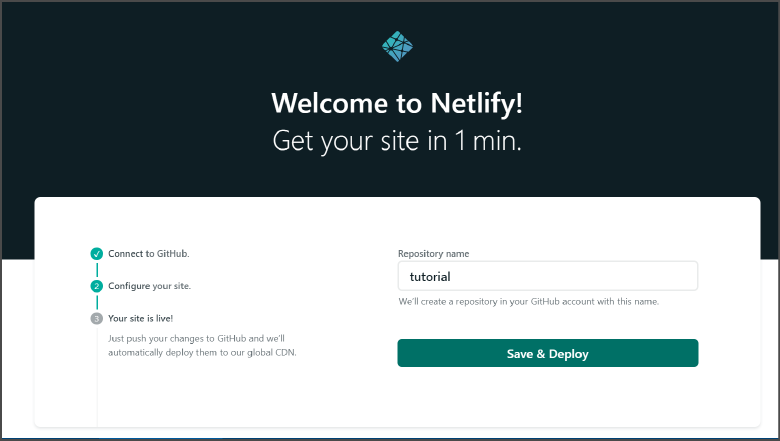 Welcome to Netlify!
Get your site in 1 min.
Connect to GitHub.
2 Configure your site.
3 Your site is live!
Just push your changes to GitHub and we'll
automatically deploy them to our global CDN.
Repository name
tutorial
We'll create a repository in your GitHub account with this name.
Save & Deploy